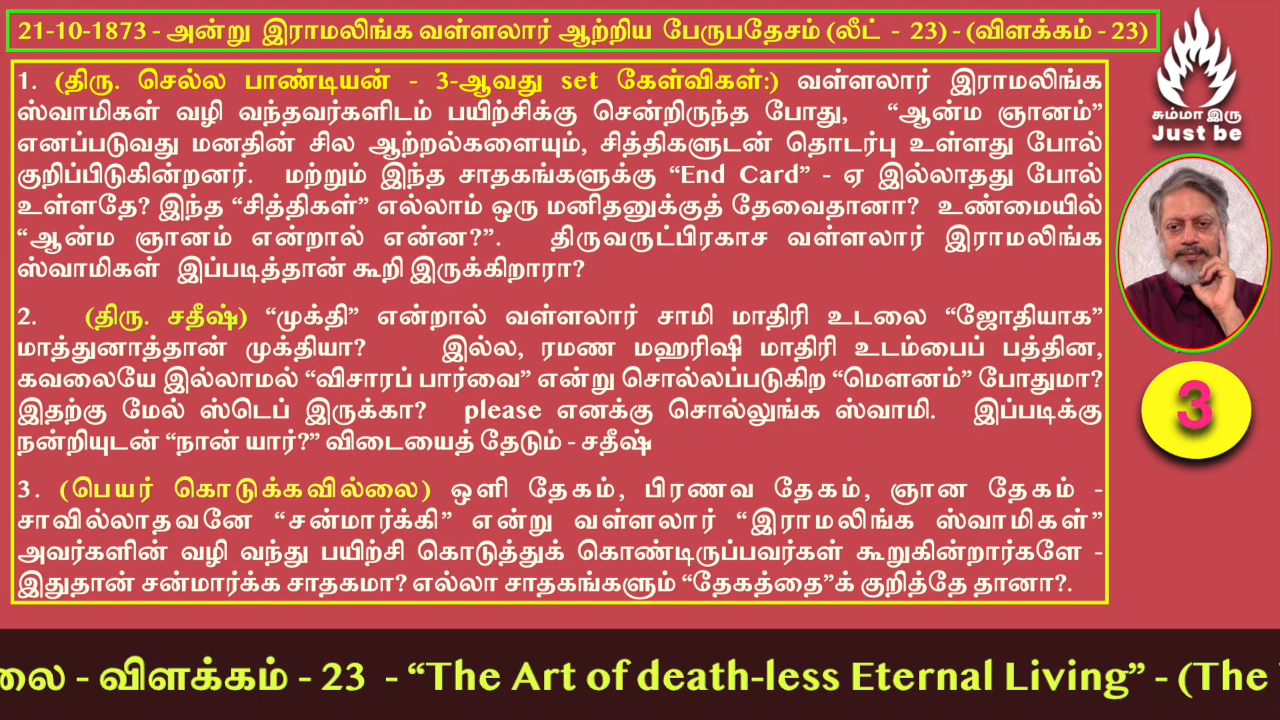 21-10-1873 - அன்று இராமலிங்க வள்ளலார் ஆற்றிய பேருபதேசம் (லீட் - 23) - (விளக்கம் - 23)
1. (திரு. செல்ல பாண்டியன் - 3-ஆவது set கேள்விகள்:) வள்ளலார் இராமலிங்க
ஸ்வாமிகள் வழி வந்தவர்களிடம் பயிற்சிக்கு சென்றிருந்த போது, “ஆன்ம ஞானம்”
எனப்படுவது மனதின் சில ஆற்றல்களையும், சித்திகளுடன் தொடர்பு உள்ளது போல்
குறிப்பிடுகின்றனர். மற்றும் இந்த சாதகங்களுக்கு “End Card” - ஏ இல்லாதது போல்
உள்ளதே? இந்த “சித்திகள்” எல்லாம் ஒரு மனிதனுக்குத் தேவைதானா? உண்மையில்
“ஆன்ம ஞானம் என்றால் என்ன?”. திருவருட்பிரகாச வள்ளலார் இராமலிங்க
ஸ்வாமிகள் இப்படித்தான் கூறி இருக்கிறாரா?
2. (திரு. சதீஷ்) “முக்தி” என்றால் வள்ளலார் சாமி மாதிரி உடலை “ஜோதியாக”
மாத்துனாத்தான் முக்தியா? இல்ல, ரமண மஹரிஷி மாதிரி உடம்பைப் பத்தின,
கவலையே இல்லாமல் “விசாரப் பார்வை” என்று சொல்லப்படுகிற “மௌனம்” போதுமா?
இதற்கு மேல் ஸ்டெப் இருக்கா? please எனக்கு சொல்லுங்க ஸ்வாமி. இப்படிக்கு
நன்றியுடன் “நான் யார்?” விடையைத் தேடும் - சதீஷ்
3. (பெயர் கொடுக்கவில்லை) ஒளி தேகம், பிரணவ தேகம், ஞான தேகம் -
சாவில்லாதவனே “சன்மார்க்கி” என்று வள்ளலார் “இராமலிங்க ஸ்வாமிகள்”
அவர்களின் வழி வந்து பயிற்சி கொடுத்துக் கொண்டிருப்பவர்கள் கூறுகின்றார்களே -
இதுதான் சன்மார்க்க சாதகமா? எல்லா சாதகங்களும் “தேகத்தை”க் குறித்தே தானா?.
சும்மா இரு
Just be
3
லை - விளக்கம் - 23 - “The Art of death-less Eternal Living” - (The